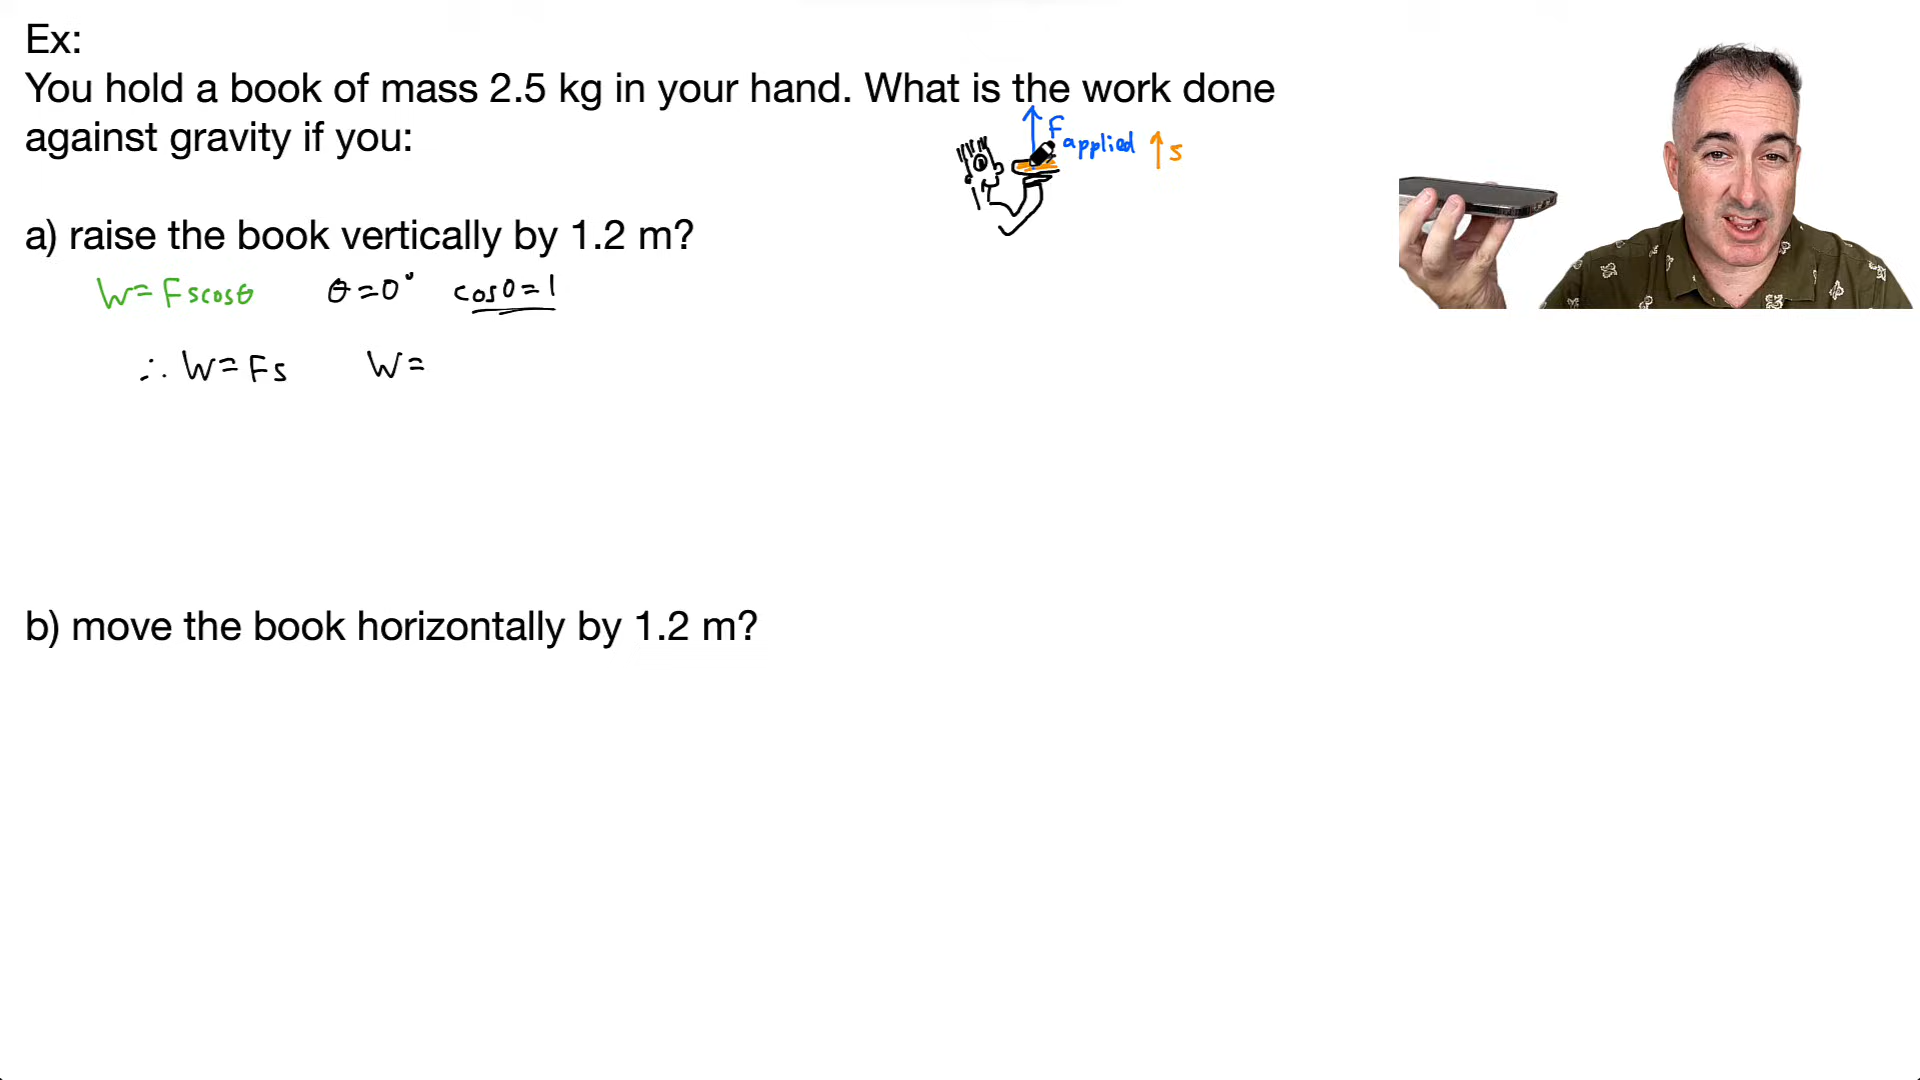 Ex:
You hold a book of mass 2.5 kg in your hand. What is the work done
against gravity if you:
F applied ↑ s
a) raise the book vertically by 1.2 m?
W = Fscosθ θ = 0° cos0 = 1
∴ W = Fs W =
b) move the book horizontally by 1.2 m?